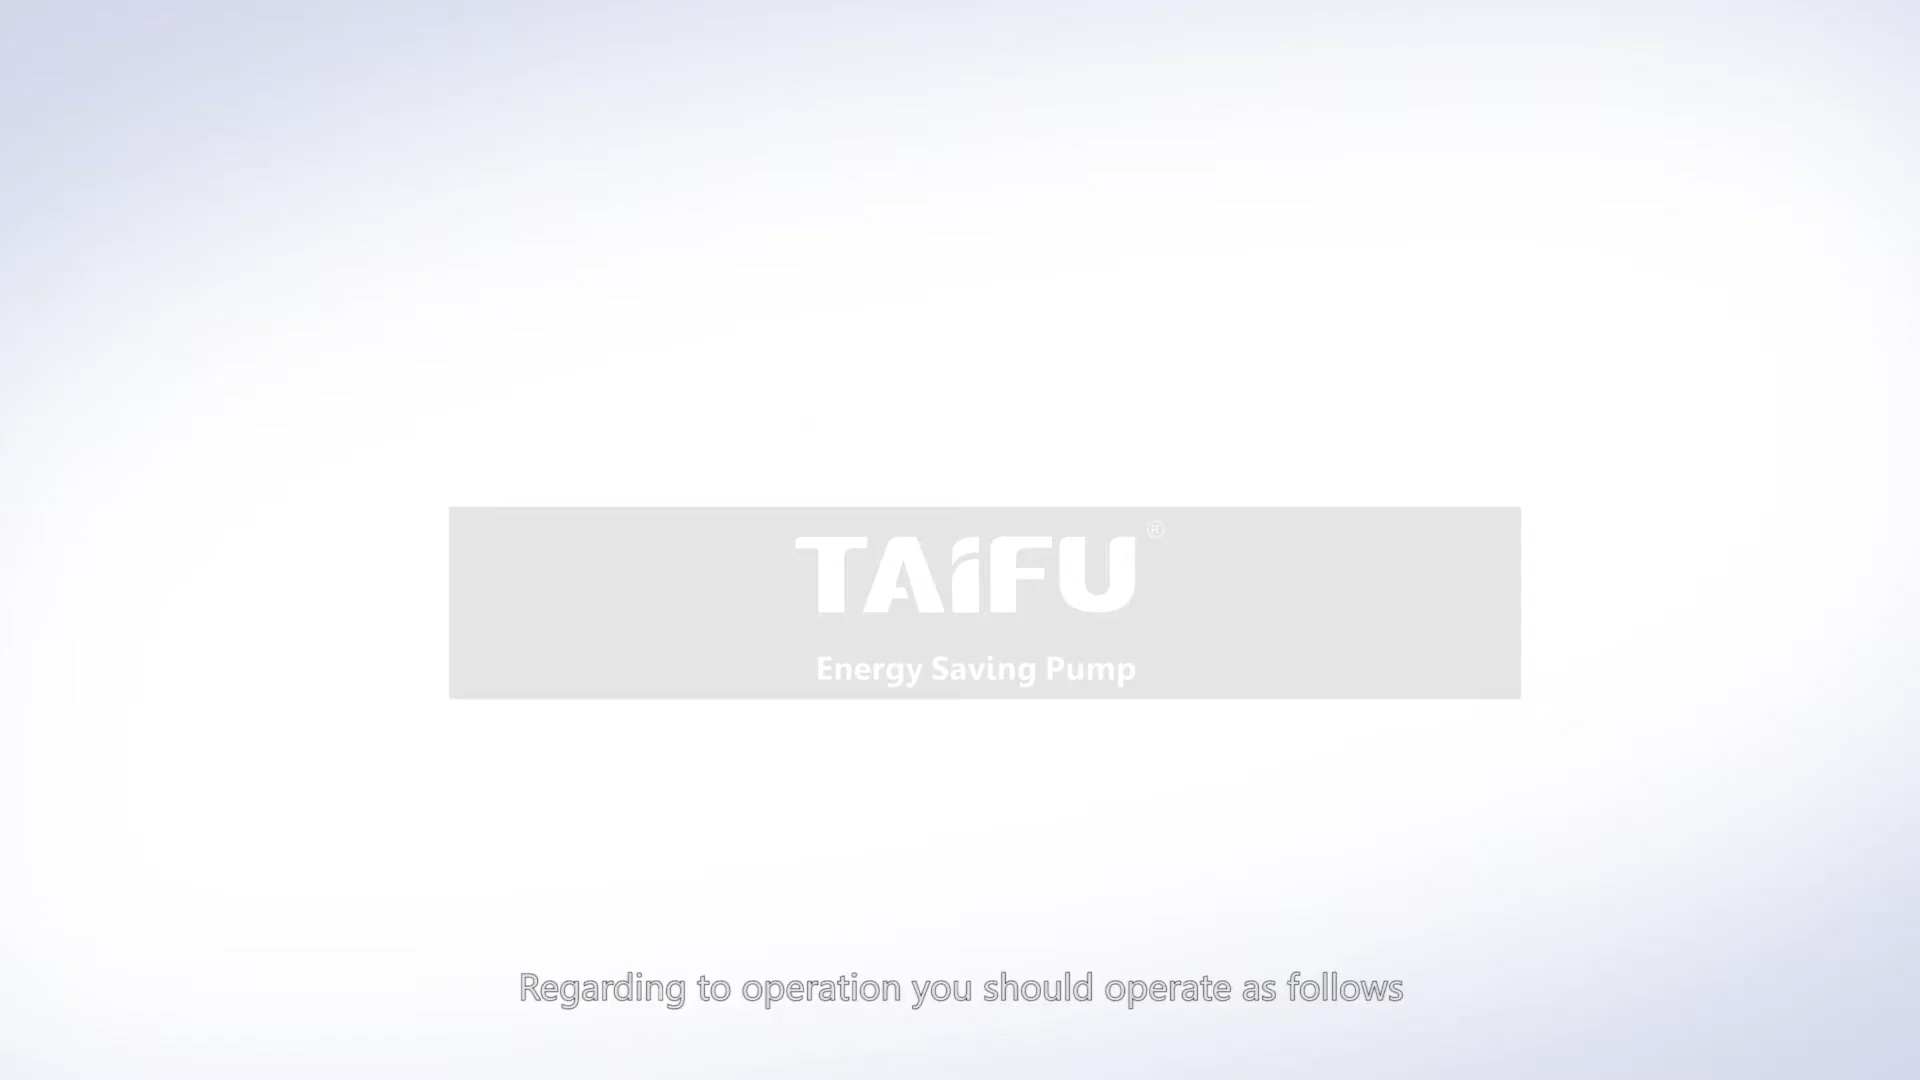 TAiFU®
Energy Saving Pump
Regarding to operation you should operate as follows